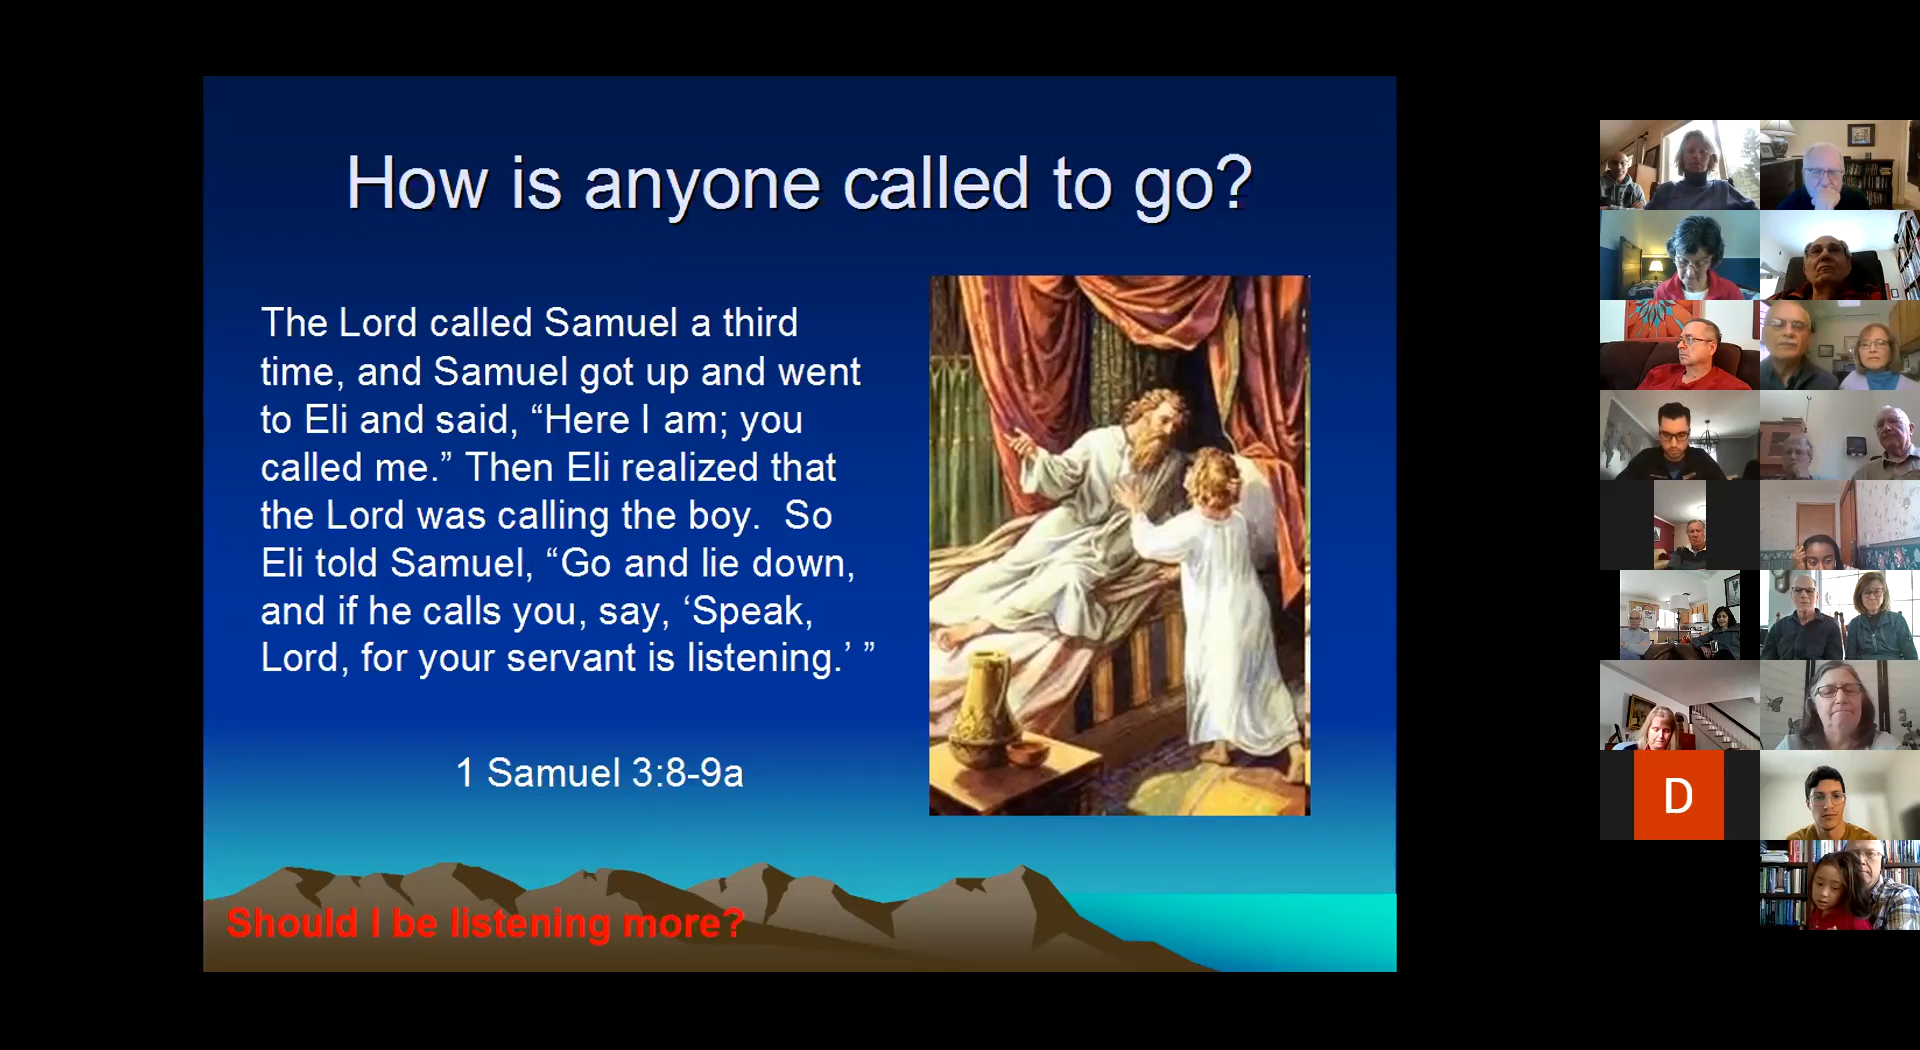 How is anyone called to go?
The Lord called Samuel a third
time, and Samuel got up and went
to Eli and said, “Here I am; you
called me.” Then Eli realized that
the Lord was calling the boy.  So
Eli told Samuel, “Go and lie down,
and if he calls you, say, ‘Speak,
Lord, for your servant is listening.’ ”
1 Samuel 3:8-9a
Should I be listening more?
D